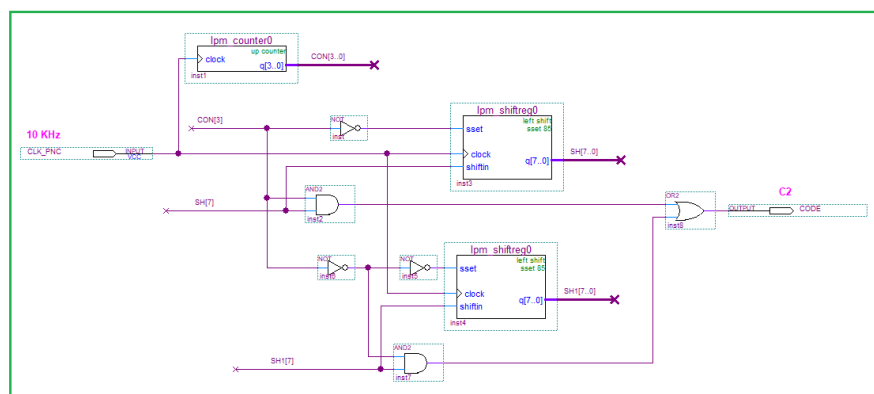 lpm_counter0
up counter
clock
q[3..0]
inst1
CON[3..0]
CON[3]
NOT
inst
lpm_shiftreg0
left shift
sset 85
sset
clock
shiftin
q[7..0]
inst3
SH[7..0]
10 KHz
CLK_PNC
INPUT
VCC
SH[7]
AND2
inst2
OR2
inst8
C2
OUTPUT
CODE
NOT
inst6
NOT
inst5
lpm_shiftreg0
left shift
sset 85
sset
clock
shiftin
q[7..0]
inst4
SH1[7..0]
SH1[7]
AND2
inst7